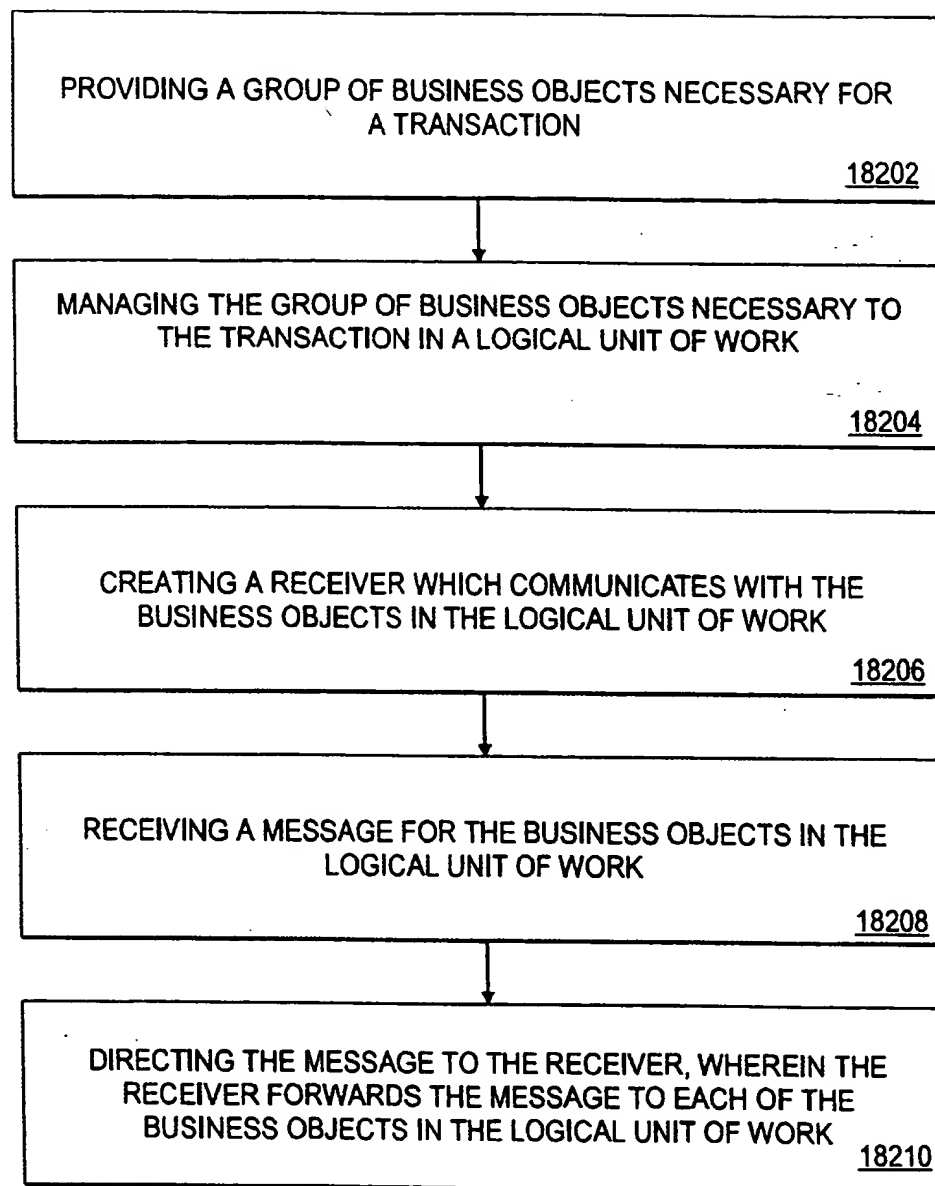 PROVIDING A GROUP OF BUSINESS OBJECTS NECESSARY FOR
A TRANSACTION
18202
MANAGING THE GROUP OF BUSINESS OBJECTS NECESSARY TO
THE TRANSACTION IN A LOGICAL UNIT OF WORK
18204
CREATING A RECEIVER WHICH COMMUNICATES WITH THE
BUSINESS OBJECTS IN THE LOGICAL UNIT OF WORK
18206
RECEIVING A MESSAGE FOR THE BUSINESS OBJECTS IN THE
LOGICAL UNIT OF WORK
18208
DIRECTING THE MESSAGE TO THE RECEIVER, WHEREIN THE
RECEIVER FORWARDS THE MESSAGE TO EACH OF THE
BUSINESS OBJECTS IN THE LOGICAL UNIT OF WORK
18210